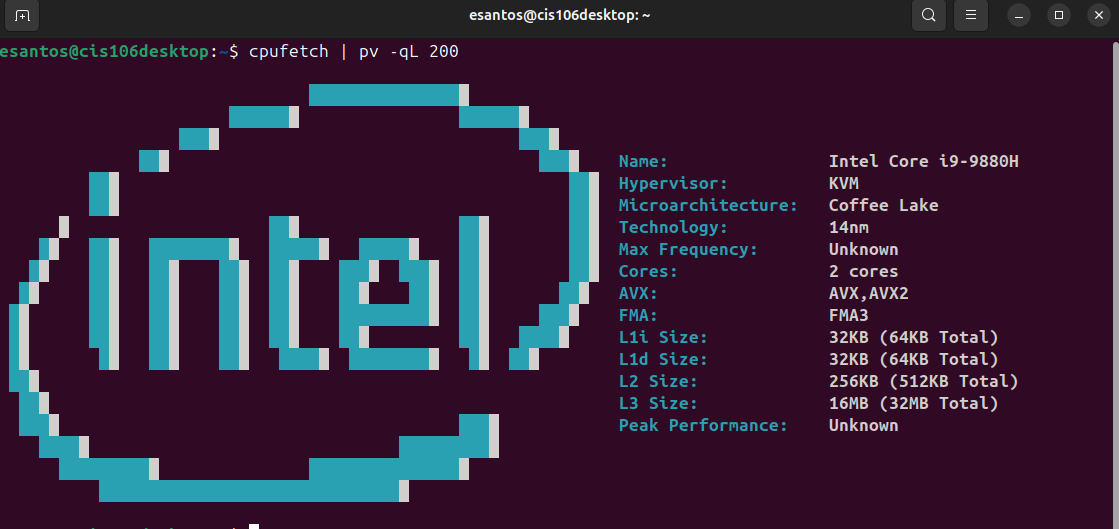 esantos@cis106desktop: ~
esantos@cis106desktop:~$ cpufetch | pv -qL 200
intel
Name: Intel Core i9-9880H
Hypervisor: KVM
Microarchitecture: Coffee Lake
Technology: 14nm
Max Frequency: Unknown
Cores: 2 cores
AVX: AVX,AVX2
FMA: FMA3
L1i Size: 32KB (64KB Total)
L1d Size: 32KB (64KB Total)
L2 Size: 256KB (512KB Total)
L3 Size: 16MB (32MB Total)
Peak Performance: Unknown